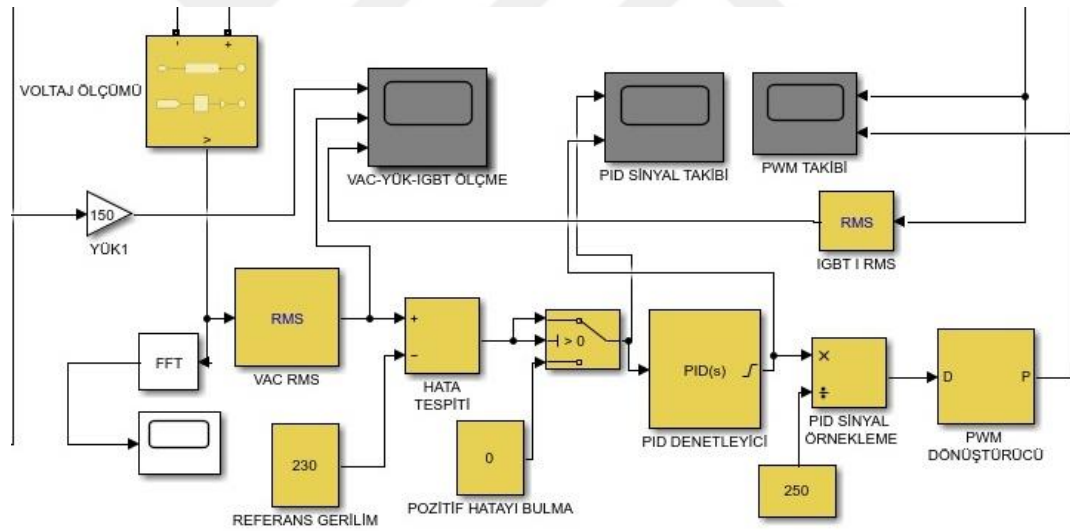 -
+
VOLTAJ ÖLÇÜMÜ
>
VAC-YÜK-IGBT ÖLÇME
PID SİNYAL TAKİBİ
PWM TAKİBİ
150
YÜK1
RMS
IGBT I RMS
RMS
VAC RMS
FFT
+
−
HATA
TESPİTİ
> 0
PID(s)
PID DENETLEYİCİ
×
÷
PID SİNYAL
ÖRNEKLEME
D
P
PWM
DÖNÜŞTÜRÜCÜ
230
REFERANS GERİLİM
0
POZİTİF HATAYI BULMA
250